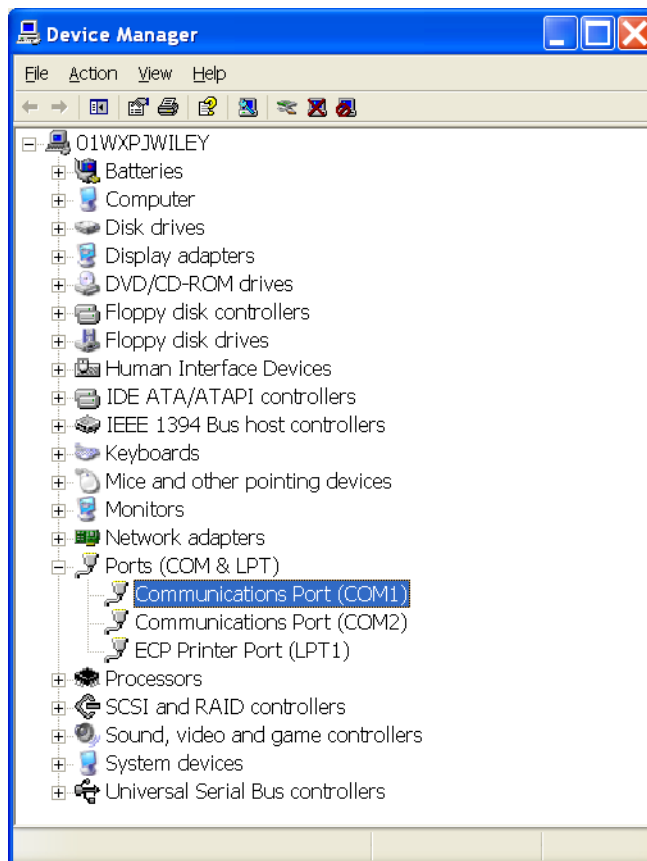 Device Manager
File Action View Help
01WXPJWILEY
Batteries
Computer
Disk drives
Display adapters
DVD/CD-ROM drives
Floppy disk controllers
Floppy disk drives
Human Interface Devices
IDE ATA/ATAPI controllers
IEEE 1394 Bus host controllers
Keyboards
Mice and other pointing devices
Monitors
Network adapters
Ports (COM & LPT)
Communications Port (COM1)
Communications Port (COM2)
ECP Printer Port (LPT1)
Processors
SCSI and RAID controllers
Sound, video and game controllers
System devices
Universal Serial Bus controllers